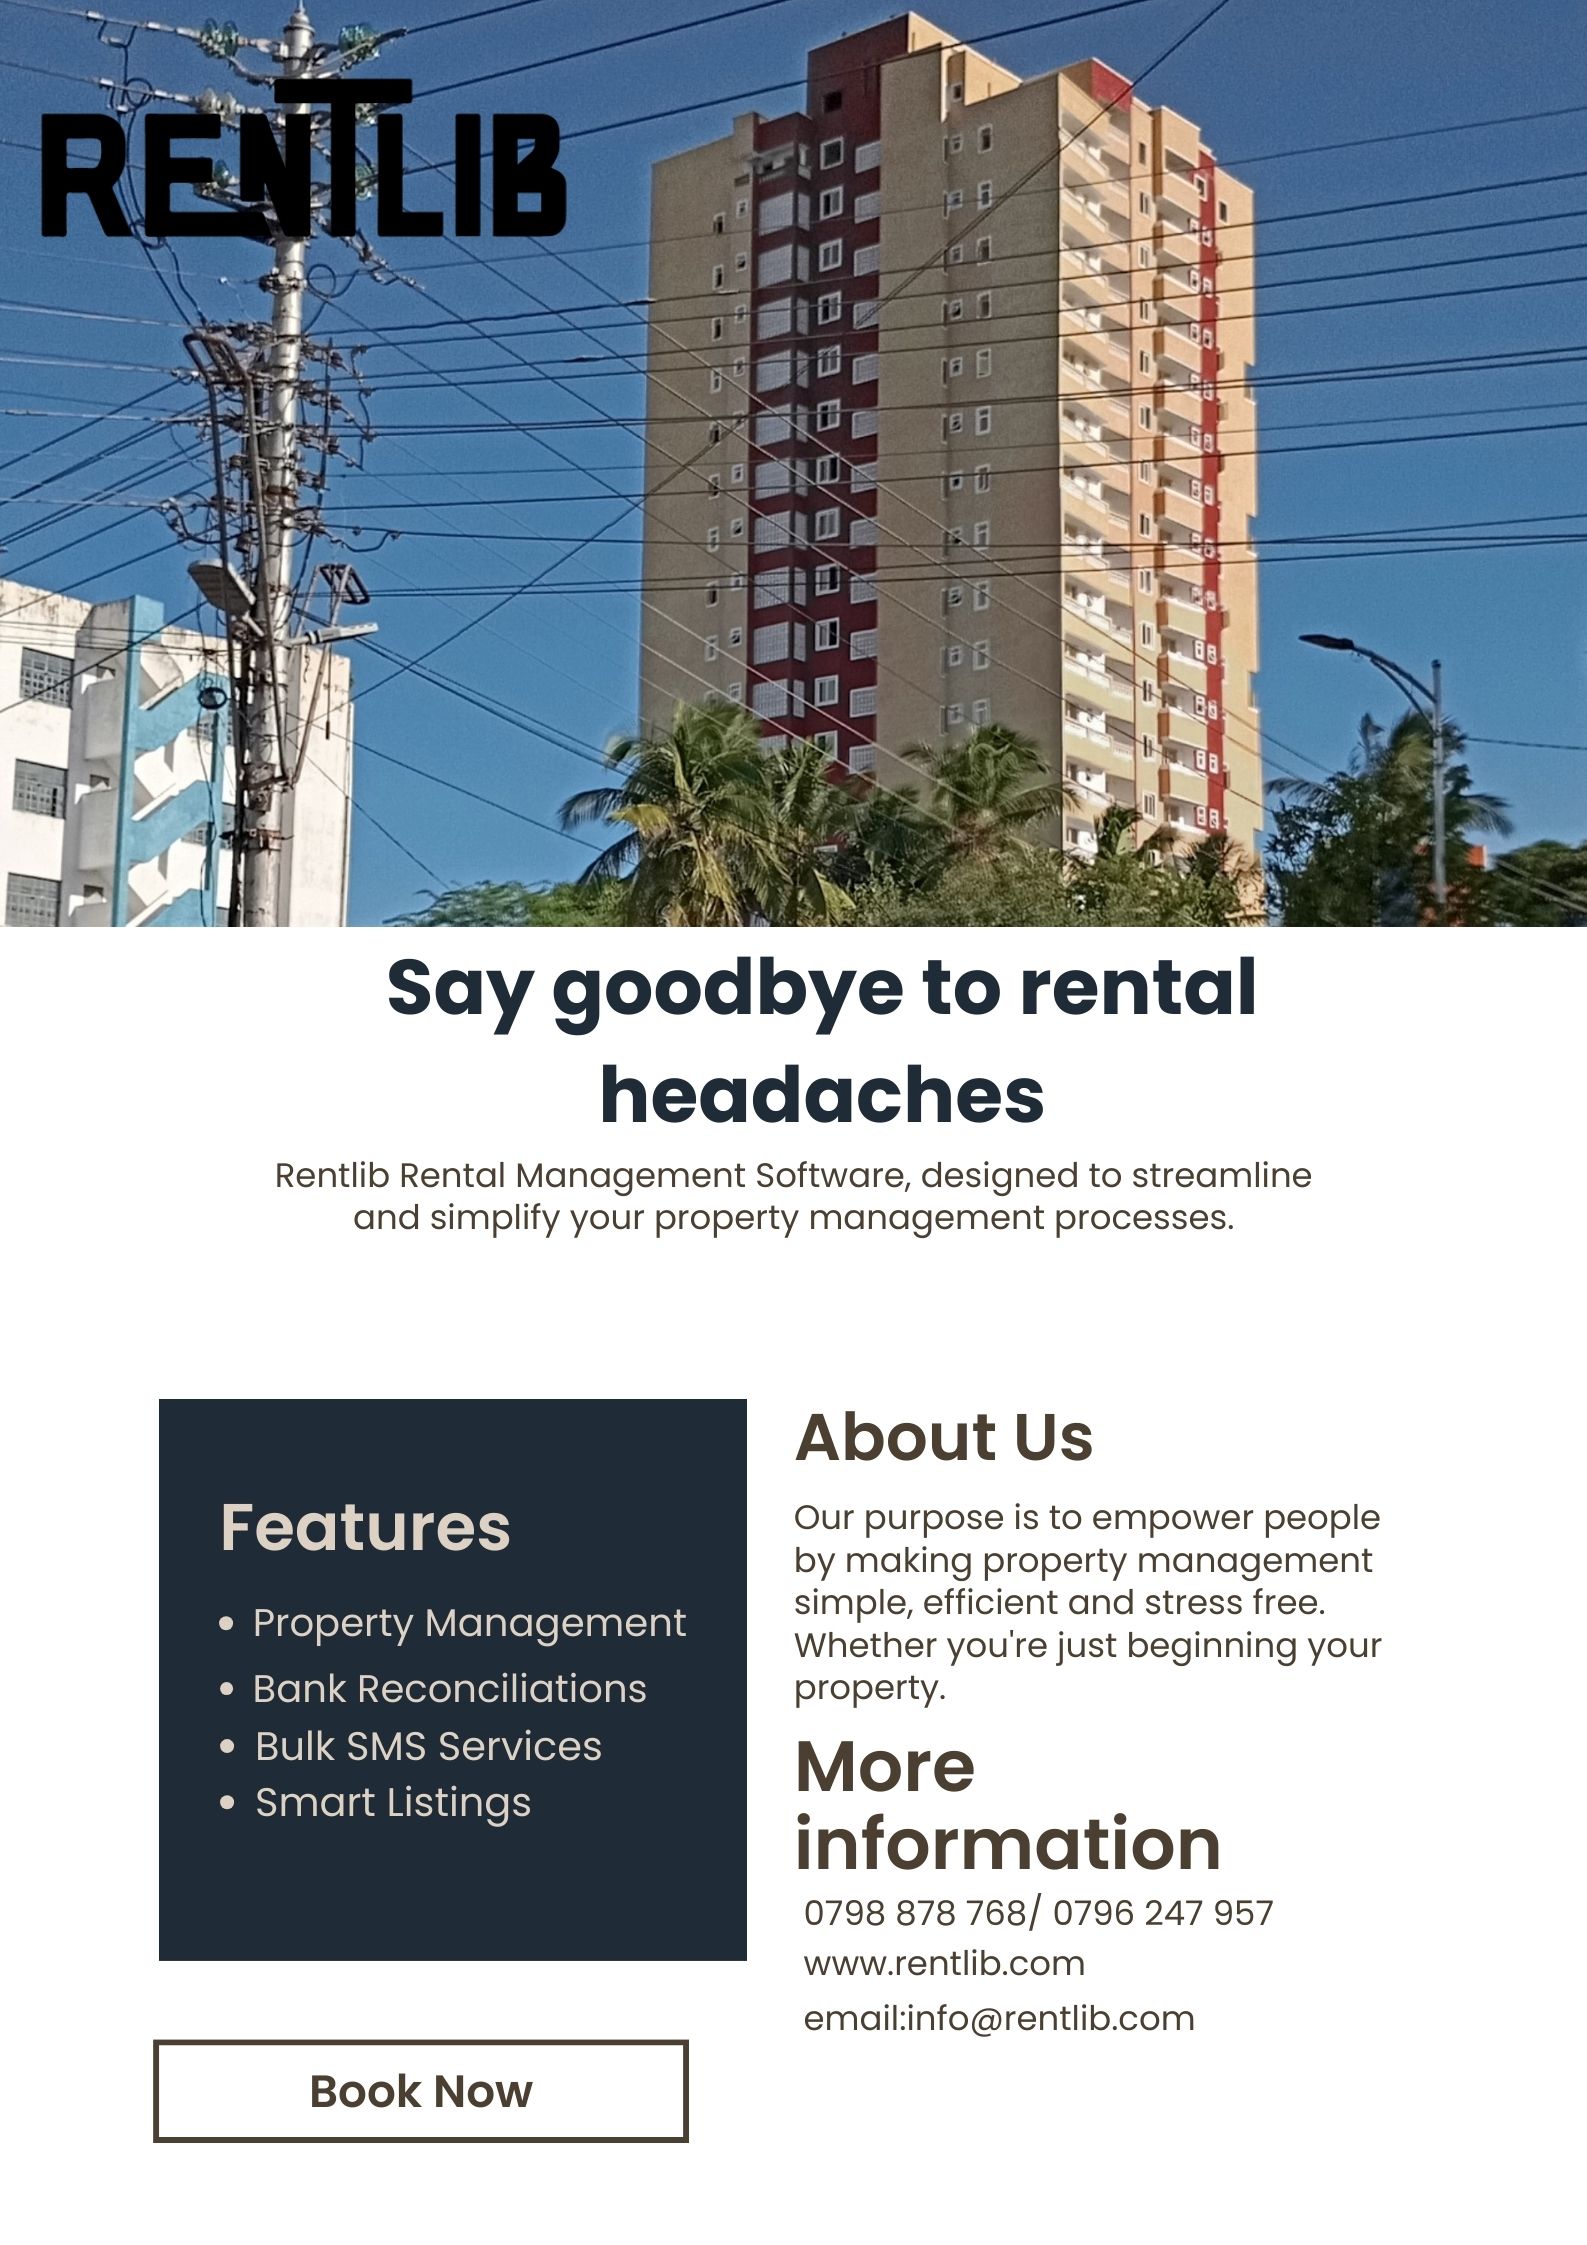 RENTLIB
Say goodbye to rental
headaches
Rentlib Rental Management Software, designed to streamline
and simplify your property management processes.
Features
• Property Management
• Bank Reconciliations
• Bulk SMS Services
• Smart Listings
Book Now
About Us
Our purpose is to empower people
by making property management
simple, efficient and stress free.
Whether you're just beginning your
property.
More
information
0798 878 768/ 0796 247 957
www.rentlib.com
email:info@rentlib.com